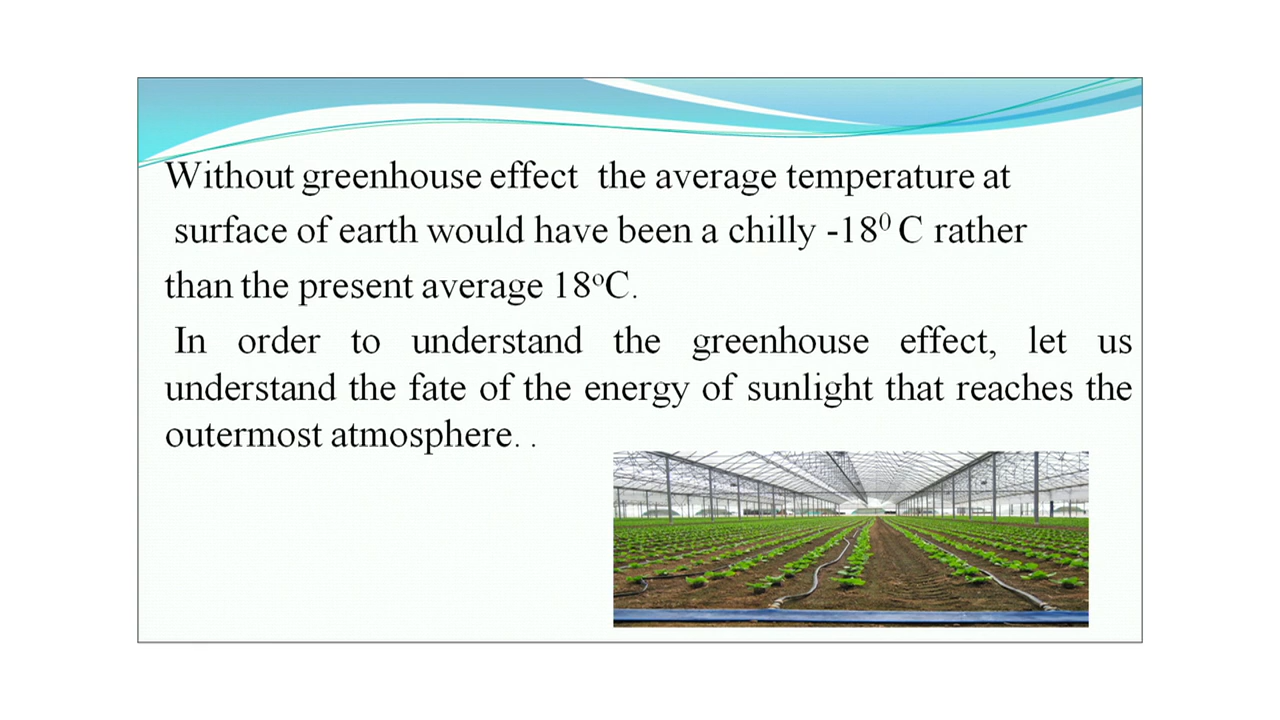 Without greenhouse effect the average temperature at
surface of earth would have been a chilly -18⁰ C rather
than the present average 18ᵒC.
In order to understand the greenhouse effect, let us
understand the fate of the energy of sunlight that reaches the
outermost atmosphere. .